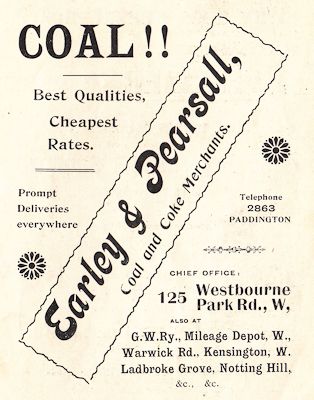 COAL!!
Best Qualities,
Cheapest
Rates.
Earley & Pearsall,
Coal and Coke Merchants.
Prompt
Deliveries
everywhere
Telephone
2863
PADDINGTON
CHIEF OFFICE:
125 Westbourne
Park Rd., W,
ALSO AT
G.W.Ry., Mileage Depot, W.,
Warwick Rd., Kensington, W.
Ladbroke Grove, Notting Hill,
&c., &c.